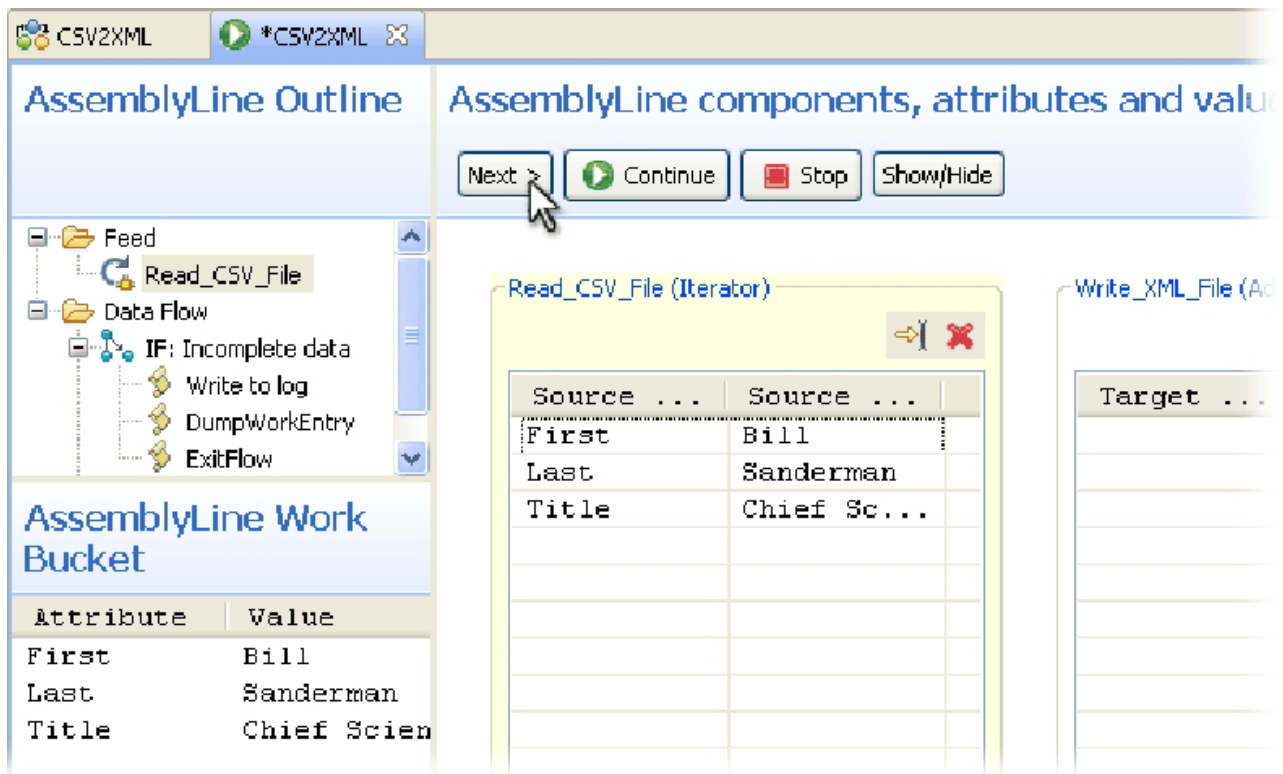 CSV2XML
*CSV2XML
AssemblyLine Outline
AssemblyLine components, attributes and valu
Next >
Continue
Stop
Show/Hide
Feed
Read_CSV_File
Data Flow
IF: Incomplete data
Write to log
DumpWorkEntry
ExitFlow
Read_CSV_File (Iterator)
Source ... Source ...
First Bill
Last Sanderman
Title Chief Sc...
Write_XML_File (Ad
Target ...
AssemblyLine Work
Bucket
Attribute Value
First Bill
Last Sanderman
Title Chief Scien